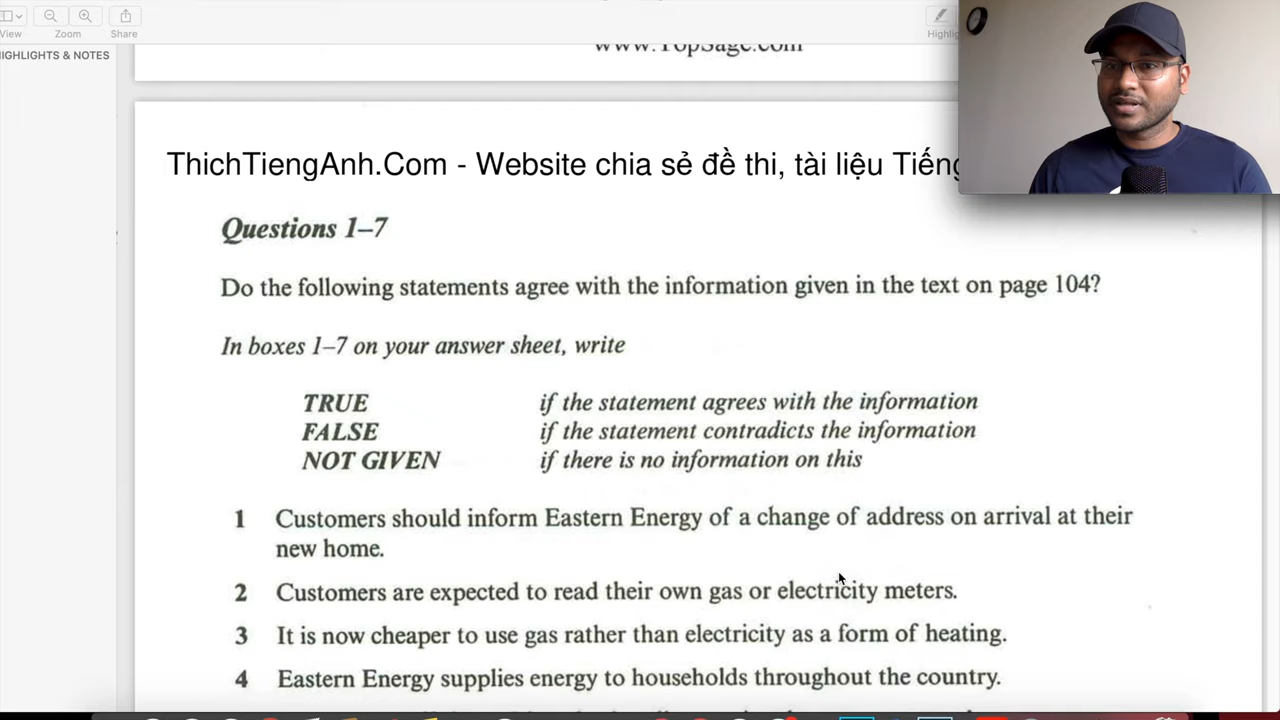 View
Zoom
Share
HIGHLIGHTS & NOTES
www.TopSage.com
ThichTiengAnh.Com - Website chia sẻ đề thi, tài liệu Tiếng
Questions 1–7
Do the following statements agree with the information given in the text on page 104?
In boxes 1–7 on your answer sheet, write
TRUE if the statement agrees with the information
FALSE if the statement contradicts the information
NOT GIVEN if there is no information on this
1 Customers should inform Eastern Energy of a change of address on arrival at their
new home.
2 Customers are expected to read their own gas or electricity meters.
3 It is now cheaper to use gas rather than electricity as a form of heating.
4 Eastern Energy supplies energy to households throughout the country.